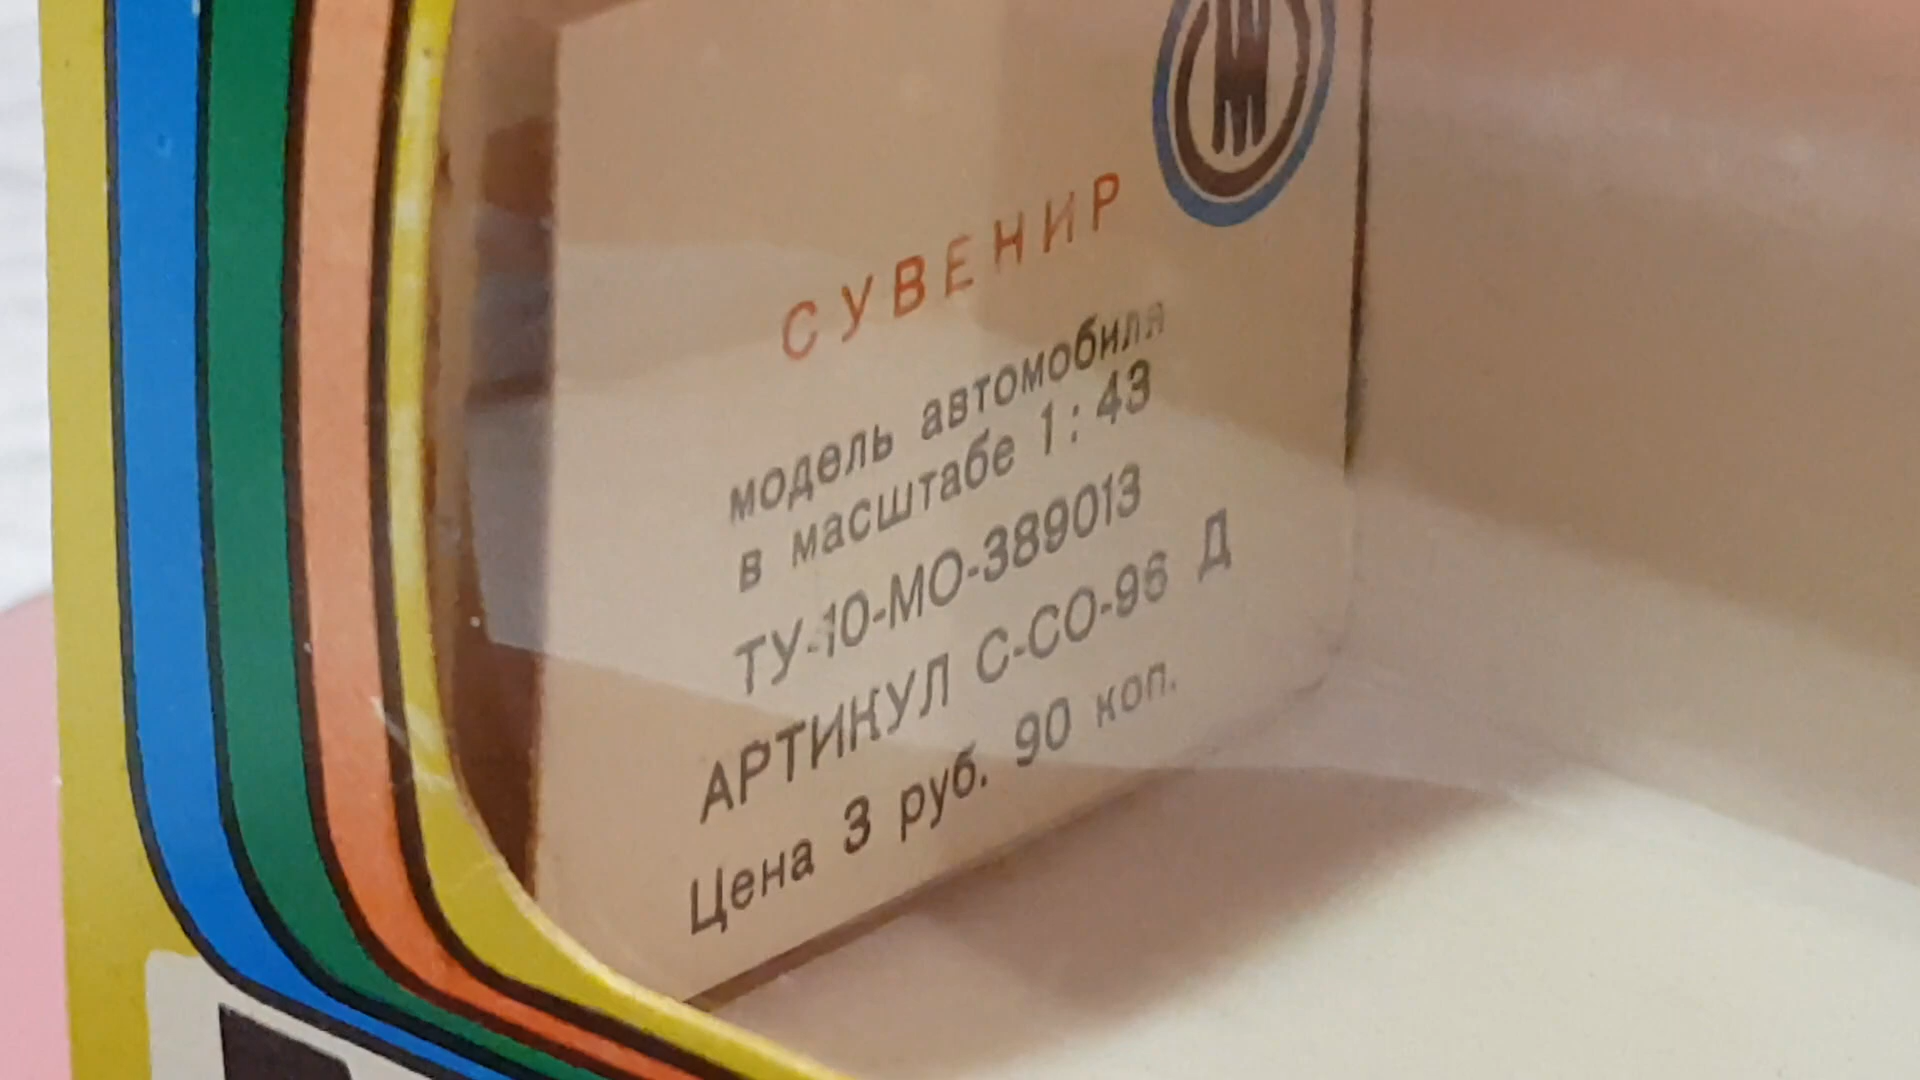 СУВЕНИР
модель автомобиля
в масштабе 1:43
ТУ-10-МО-389013
АРТИКУЛ С-СО-96 Д
Цена 3 руб. 90 коп.